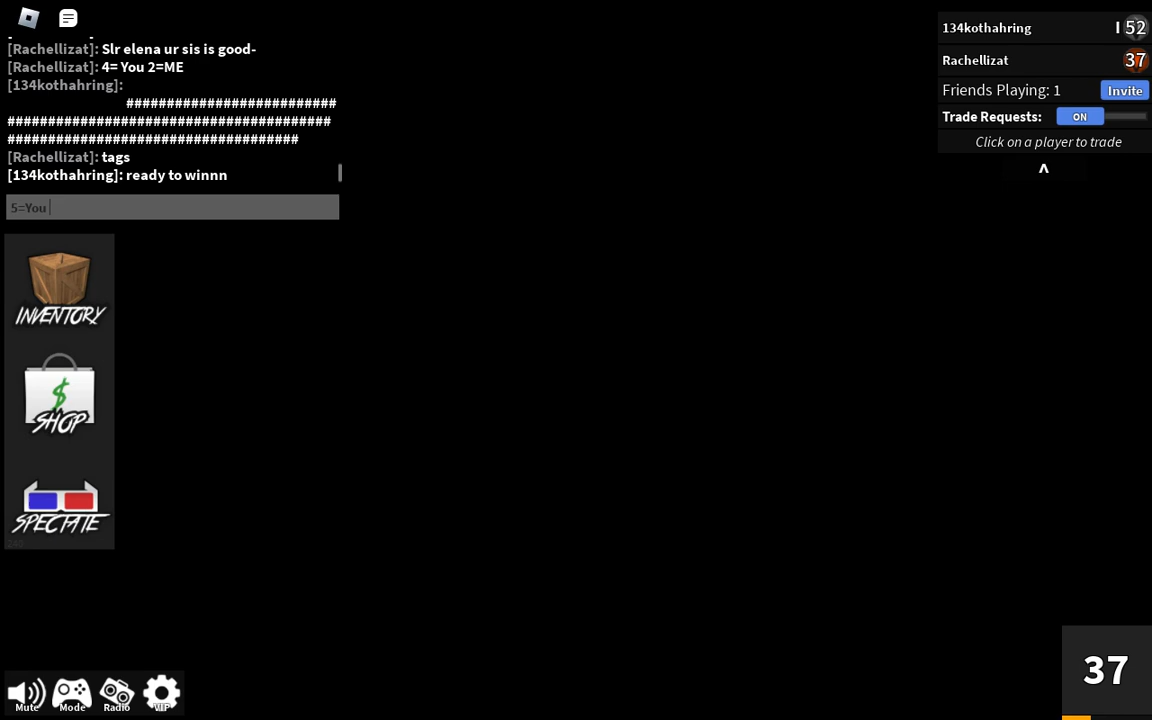 [Rachellizat]: Slr elena ur sis is good-
[Rachellizat]: 4= You 2=ME
[134kothahring]:
##########################
########################################
####################################
[Rachellizat]: tags
[134kothahring]: ready to winnn
5=You
INVENTORY
$
SHOP
SPECTATE
Mute
Mode
Radio
VIP
134kothahring I 52
Rachellizat 37
Friends Playing: 1 Invite
Trade Requests: ON
Click on a player to trade
^
37